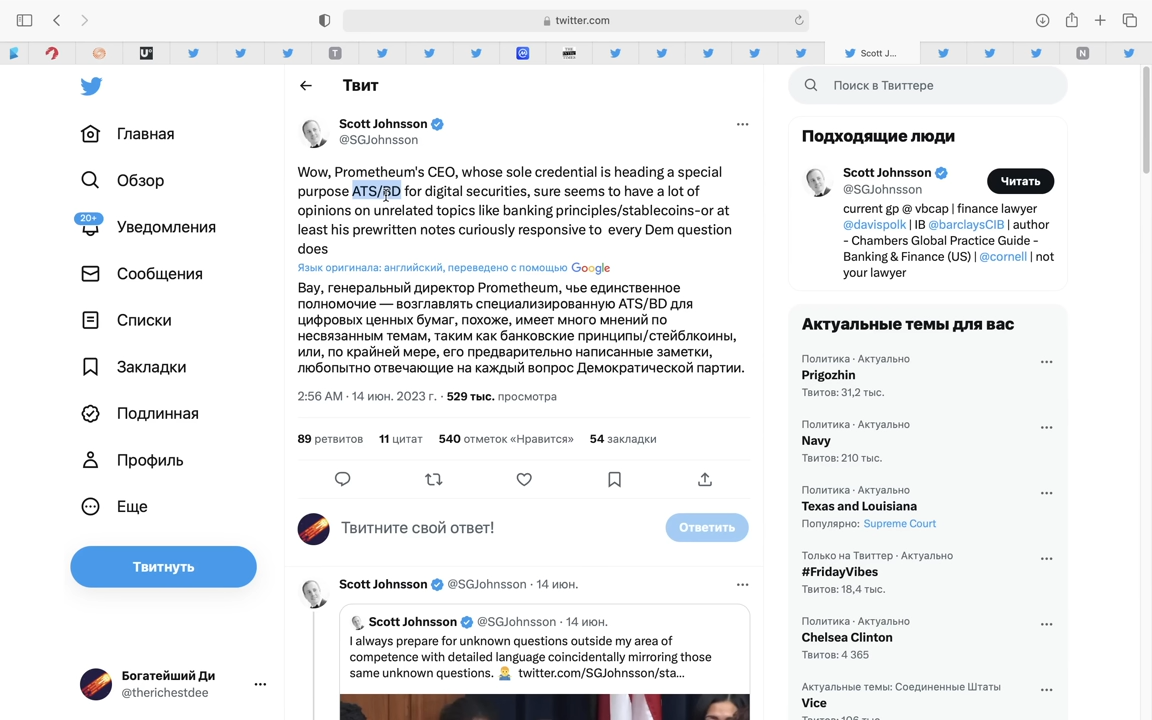 twitter.com
U
T
THE
TIMES
Scott J...
N
Твит
Поиск в Твиттере
Главная
Обзор
20+
Уведомления
Сообщения
Списки
Закладки
Подлинная
Профиль
Еще
Твитнуть
Богатейший Ди
@therichestdee
Scott Johnsson
@SGJohnsson
Wow, Prometheum's CEO, whose sole credential is heading a special
purpose ATS/BD for digital securities, sure seems to have a lot of
opinions on unrelated topics like banking principles/stablecoins-or at
least his prewritten notes curiously responsive to every Dem question
does
Язык оригинала: английский, переведено с помощью Google
Вау, генеральный директор Prometheum, чье единственное
полномочие — возглавлять специализированную ATS/BD для
цифровых ценных бумаг, похоже, имеет много мнений по
несвязанным темам, таким как банковские принципы/стейблкоины,
или, по крайней мере, его предварительно написанные заметки,
любопытно отвечающие на каждый вопрос Демократической партии.
2:56 AM · 14 июн. 2023 г. · 529 тыс. просмотра
89 ретвитов 11 цитат 540 отметок «Нравится» 54 закладки
Твитните свой ответ!
Ответить
Scott Johnsson @SGJohnsson · 14 июн.
Scott Johnsson @SGJohnsson · 14 июн.
I always prepare for unknown questions outside my area of
competence with detailed language coincidentally mirroring those
same unknown questions. twitter.com/SGJohnsson/sta...
Подходящие люди
Scott Johnsson
@SGJohnsson
Читать
current gp @ vbcap | finance lawyer
@davispolk | IB @barclaysCIB | author
- Chambers Global Practice Guide -
Banking & Finance (US) | @cornell | not
your lawyer
Актуальные темы для вас
Политика · Актуально
Prigozhin
Твитов: 31,2 тыс.
Политика · Актуально
Navy
Твитов: 210 тыс.
Политика · Актуально
Texas and Louisiana
Популярно: Supreme Court
Только на Твиттер · Актуально
#FridayVibes
Твитов: 18,4 тыс.
Политика · Актуально
Chelsea Clinton
Твитов: 4 365
Актуальные темы: Соединенные Штаты
Vice